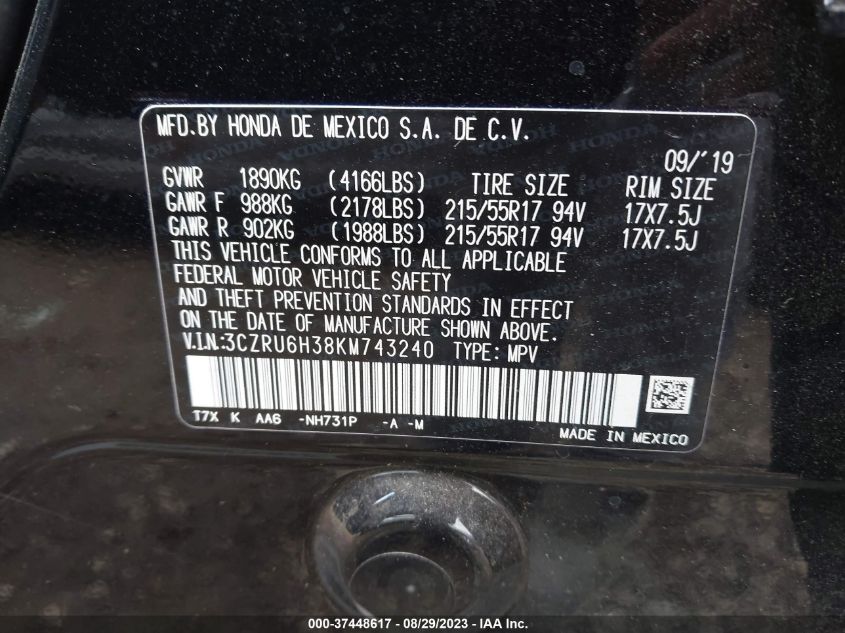 MFD.BY HONDA DE MEXICO S.A. DE C.V.
09/'19
GVWR 1890KG (4166LBS) TIRE SIZE RIM SIZE
GAWR F 988KG (2178LBS) 215/55R17 94V 17X7.5J
GAWR R 902KG (1988LBS) 215/55R17 94V 17X7.5J
THIS VEHICLE CONFORMS TO ALL APPLICABLE
FEDERAL MOTOR VEHICLE SAFETY
AND THEFT PREVENTION STANDARDS IN EFFECT
ON THE DATE OF MANUFACTURE SHOWN ABOVE.
V.I.N.:3CZRU6H38KM743240 TYPE: MPV
T7X K AA6 -NH731P -A -M
MADE IN MEXICO
000-37448617 - 08/29/2023 - COPYRIGHT IAA, Inc.